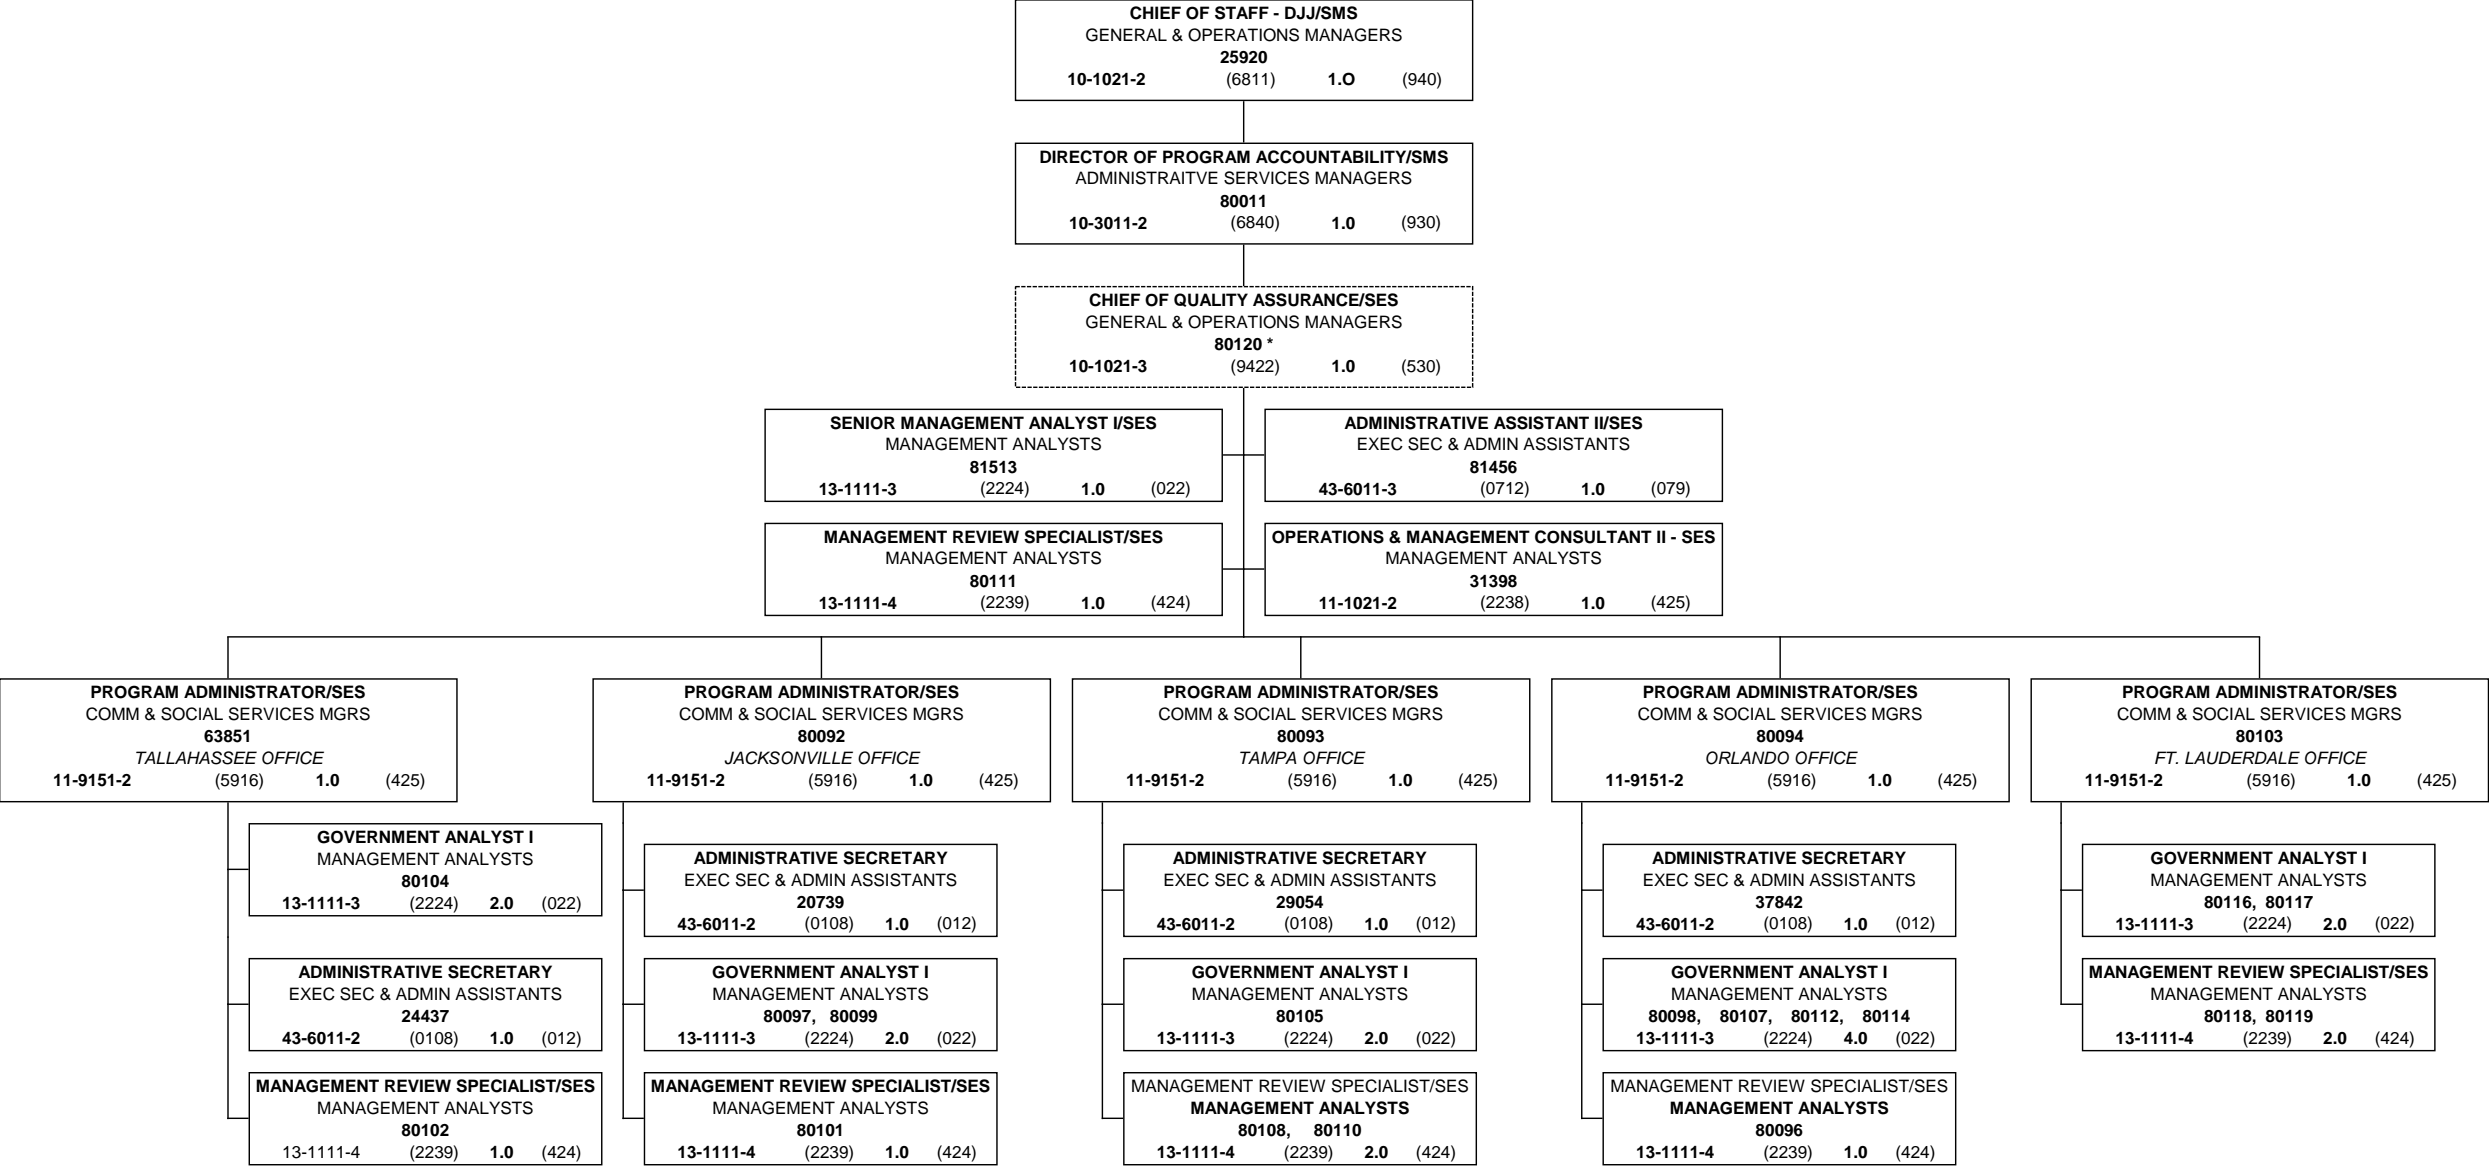 CHIEF OF STAFF - DJJ/SMS
GENERAL & OPERATIONS MANAGERS
25920
10-1021-2 (6811) 1.O (940)
DIRECTOR OF PROGRAM ACCOUNTABILITY/SMS
ADMINISTRAITVE SERVICES MANAGERS
80011
10-3011-2 (6840) 1.0 (930)
CHIEF OF QUALITY ASSURANCE/SES
GENERAL & OPERATIONS MANAGERS
80120 *
10-1021-3 (9422) 1.0 (530)
SENIOR MANAGEMENT ANALYST I/SES
MANAGEMENT ANALYSTS
81513
13-1111-3 (2224) 1.0 (022)
ADMINISTRATIVE ASSISTANT II/SES
EXEC SEC & ADMIN ASSISTANTS
81456
43-6011-3 (0712) 1.0 (079)
MANAGEMENT REVIEW SPECIALIST/SES
MANAGEMENT ANALYSTS
80111
13-1111-4 (2239) 1.0 (424)
OPERATIONS & MANAGEMENT CONSULTANT II - SES
MANAGEMENT ANALYSTS
31398
11-1021-2 (2238) 1.0 (425)
PROGRAM ADMINISTRATOR/SES
COMM & SOCIAL SERVICES MGRS
63851
TALLAHASSEE OFFICE
11-9151-2 (5916) 1.0 (425)
GOVERNMENT ANALYST I
MANAGEMENT ANALYSTS
80104
13-1111-3 (2224) 2.0 (022)
ADMINISTRATIVE SECRETARY
EXEC SEC & ADMIN ASSISTANTS
24437
43-6011-2 (0108) 1.0 (012)
MANAGEMENT REVIEW SPECIALIST/SES
MANAGEMENT ANALYSTS
80102
13-1111-4 (2239) 1.0 (424)
PROGRAM ADMINISTRATOR/SES
COMM & SOCIAL SERVICES MGRS
80092
JACKSONVILLE OFFICE
11-9151-2 (5916) 1.0 (425)
ADMINISTRATIVE SECRETARY
EXEC SEC & ADMIN ASSISTANTS
20739
43-6011-2 (0108) 1.0 (012)
GOVERNMENT ANALYST I
MANAGEMENT ANALYSTS
80097, 80099
13-1111-3 (2224) 2.0 (022)
MANAGEMENT REVIEW SPECIALIST/SES
MANAGEMENT ANALYSTS
80101
13-1111-4 (2239) 1.0 (424)
PROGRAM ADMINISTRATOR/SES
COMM & SOCIAL SERVICES MGRS
80093
TAMPA OFFICE
11-9151-2 (5916) 1.0 (425)
ADMINISTRATIVE SECRETARY
EXEC SEC & ADMIN ASSISTANTS
29054
43-6011-2 (0108) 1.0 (012)
GOVERNMENT ANALYST I
MANAGEMENT ANALYSTS
80105
13-1111-3 (2224) 2.0 (022)
MANAGEMENT REVIEW SPECIALIST/SES
MANAGEMENT ANALYSTS
80108, 80110
13-1111-4 (2239) 2.0 (424)
PROGRAM ADMINISTRATOR/SES
COMM & SOCIAL SERVICES MGRS
80094
ORLANDO OFFICE
11-9151-2 (5916) 1.0 (425)
ADMINISTRATIVE SECRETARY
EXEC SEC & ADMIN ASSISTANTS
37842
43-6011-2 (0108) 1.0 (012)
GOVERNMENT ANALYST I
MANAGEMENT ANALYSTS
80098, 80107, 80112, 80114
13-1111-3 (2224) 4.0 (022)
MANAGEMENT REVIEW SPECIALIST/SES
MANAGEMENT ANALYSTS
80096
13-1111-4 (2239) 1.0 (424)
PROGRAM ADMINISTRATOR/SES
COMM & SOCIAL SERVICES MGRS
80103
FT. LAUDERDALE OFFICE
11-9151-2 (5916) 1.0 (425)
GOVERNMENT ANALYST I
MANAGEMENT ANALYSTS
80116, 80117
13-1111-3 (2224) 2.0 (022)
MANAGEMENT REVIEW SPECIALIST/SES
MANAGEMENT ANALYSTS
80118, 80119
13-1111-4 (2239) 2.0 (424)